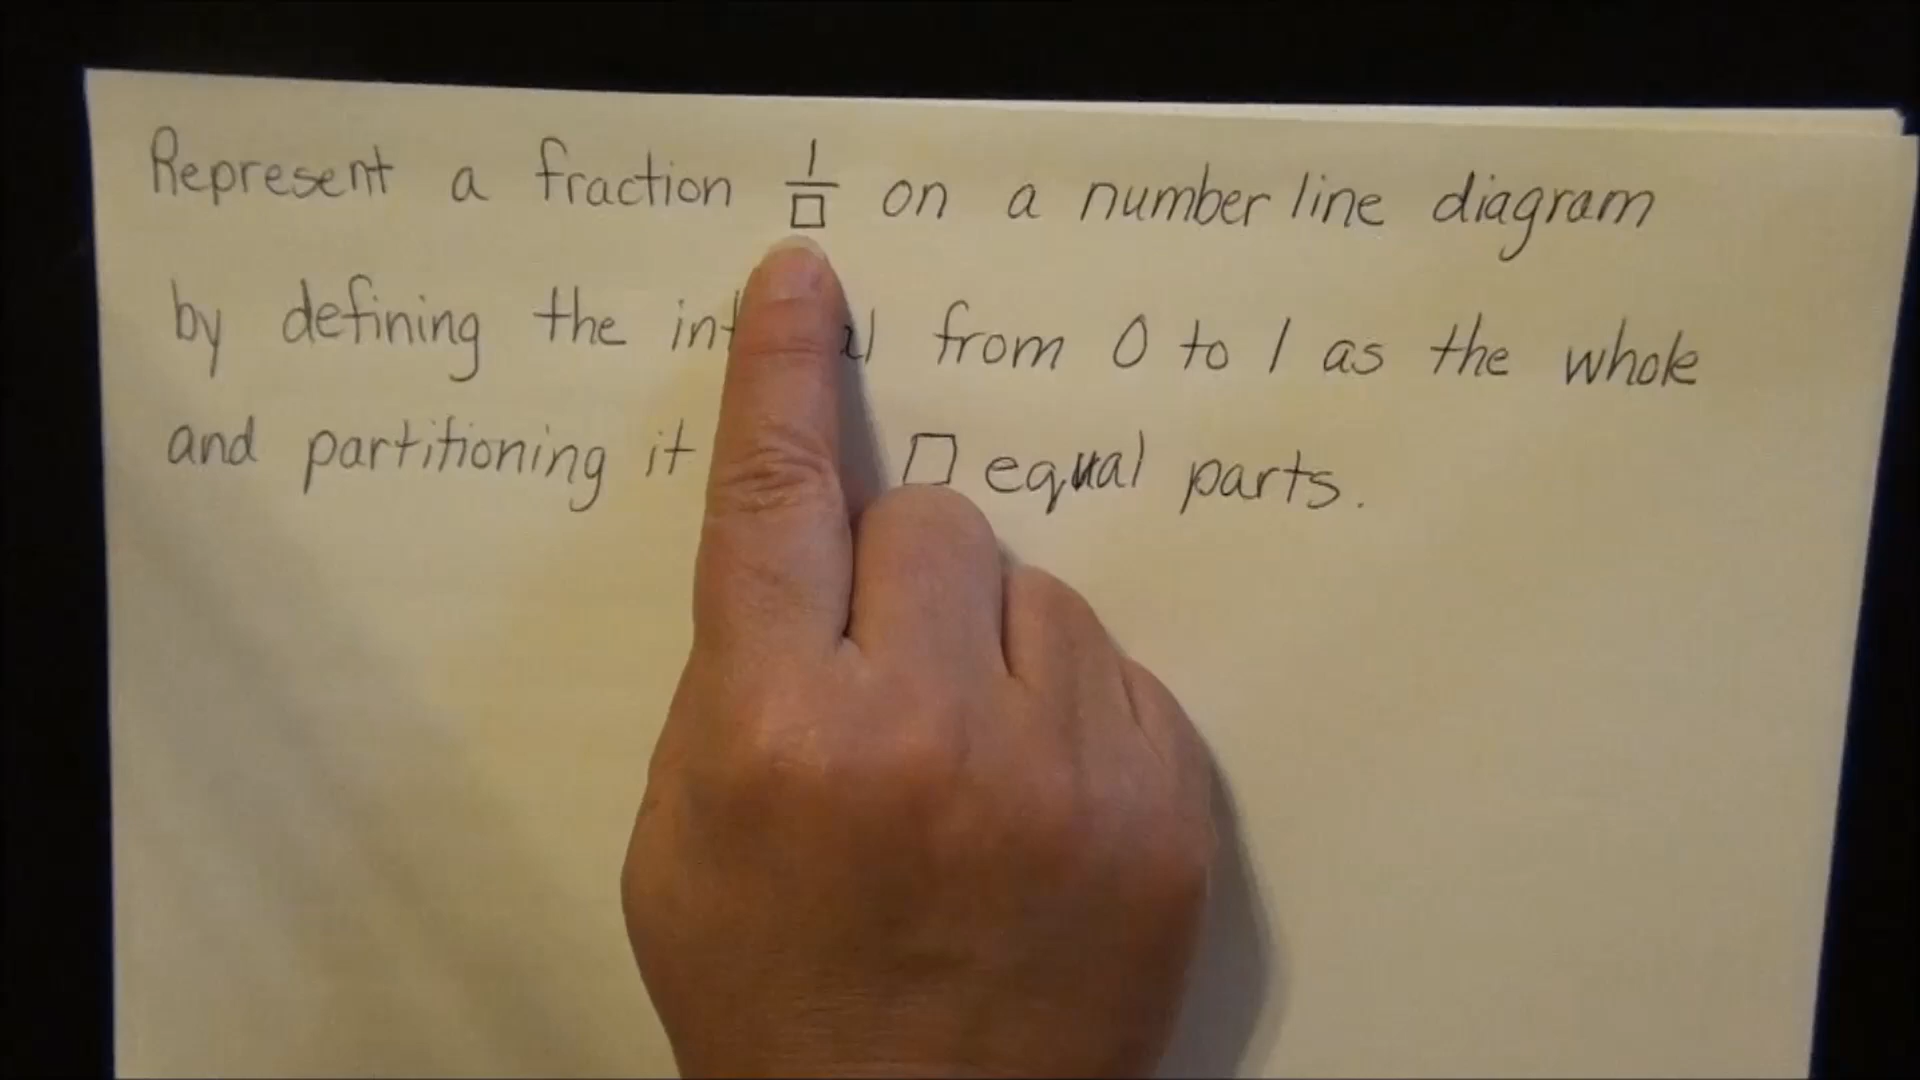 Represent a fraction 1/□ on a number line diagram
by defining the from 0 to 1 as the whole
and partitioning it □ equal parts.